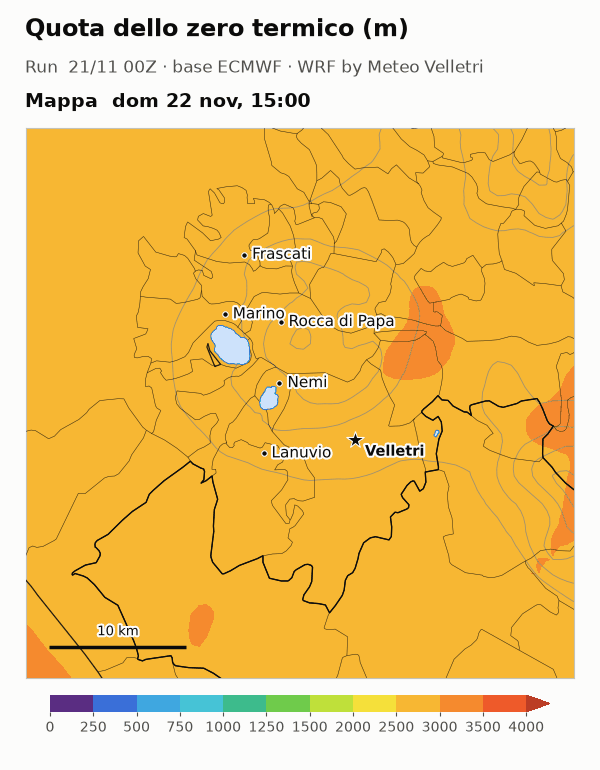 Quota dello zero termico (m)
Run 21/11 00Z · base ECMWF · WRF by Meteo Velletri
Mappa dom 22 nov, 15:00
Frascati
Marino
Rocca di Papa
Nemi
Velletri
Lanuvio
10 km
0 250 500 750 1000 1250 1500 2000 2500 3000 3500 4000